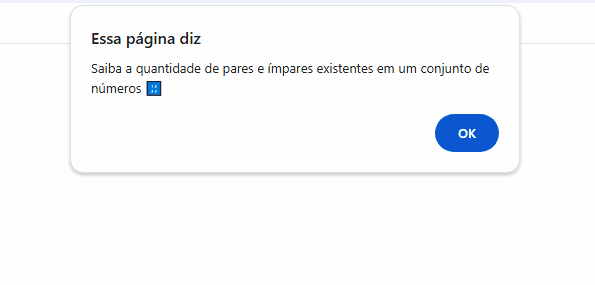 Essa página diz
Saiba a quantidade de pares e ímpares existentes em um conjunto de
números 🔢
OK